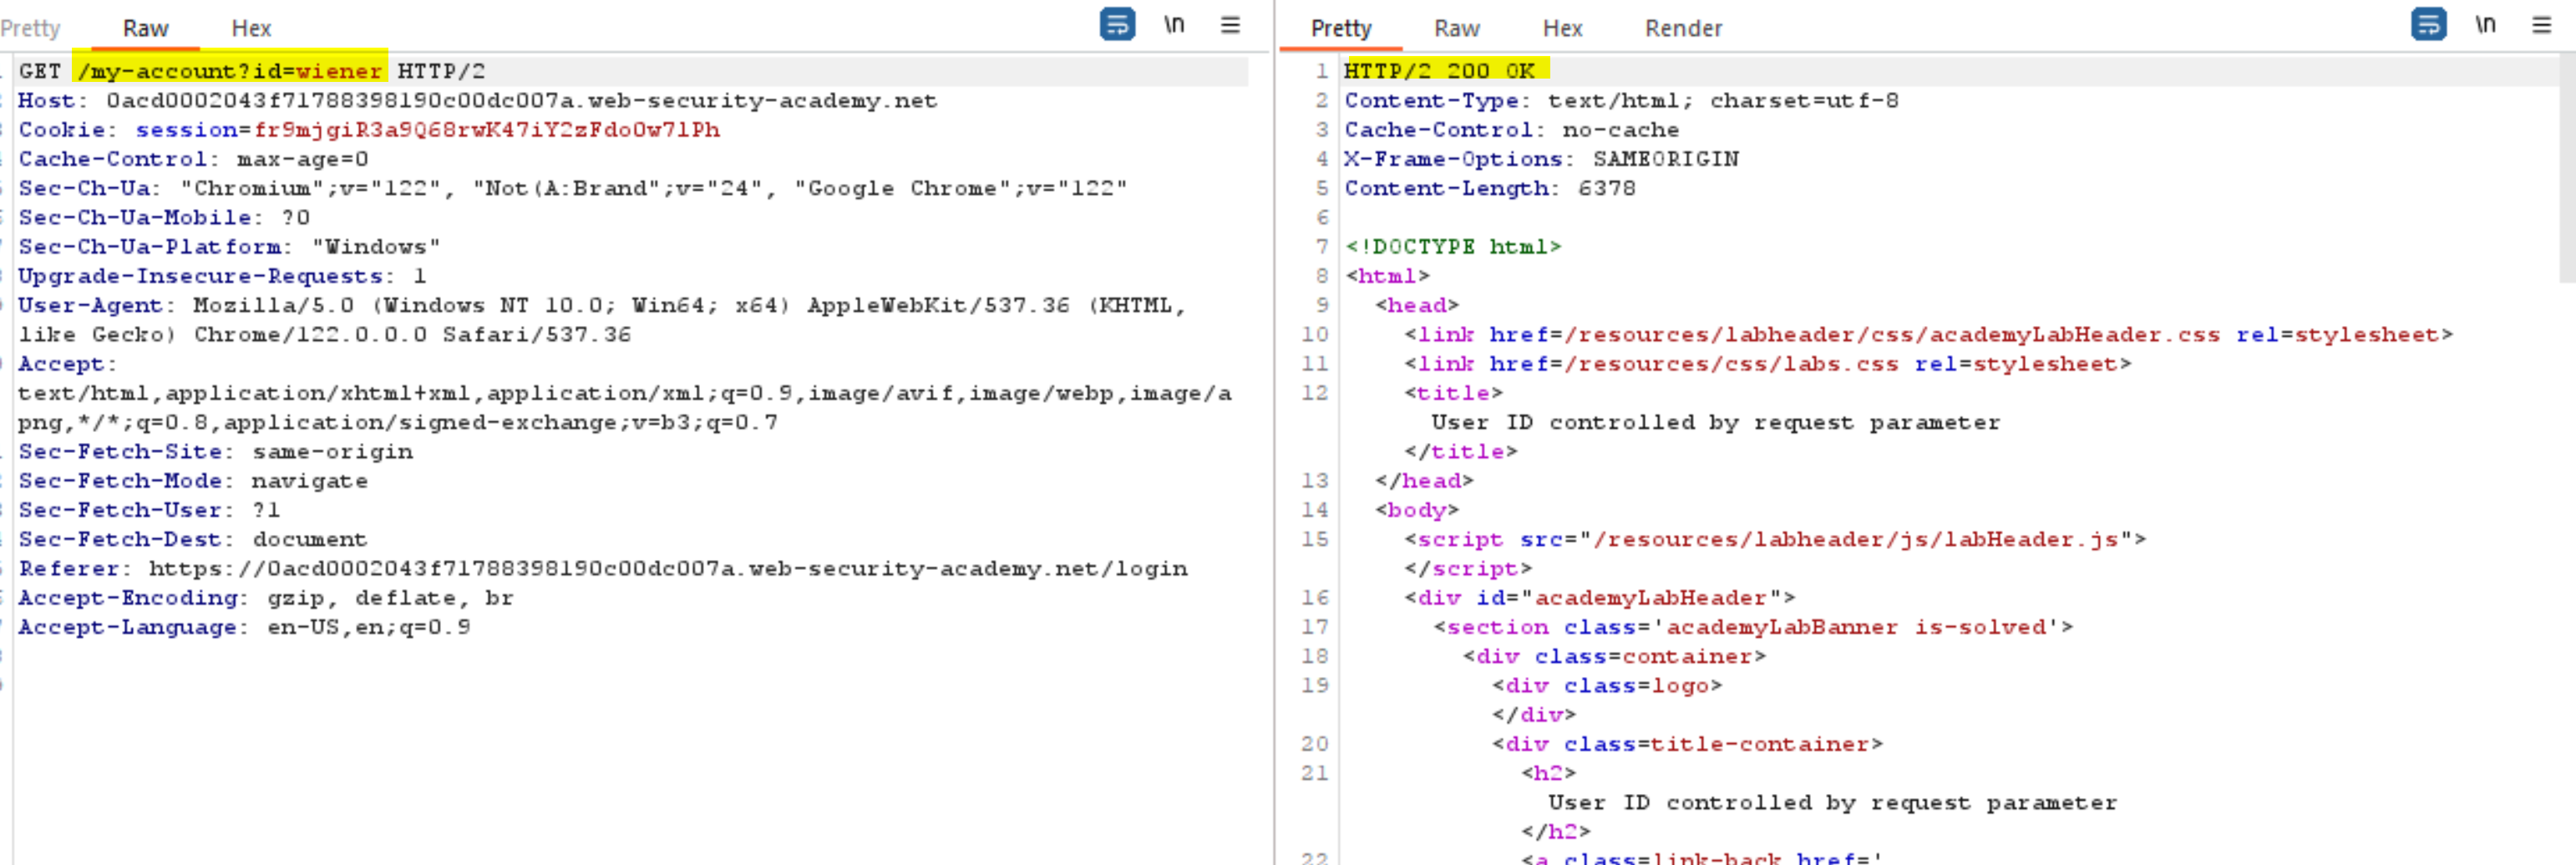 Pretty Raw Hex \n
GET /my-account?id=wiener HTTP/2
Host: 0acd0002043f71788398190c00dc007a.web-security-academy.net
Cookie: session=fr9mjgiR3a9Q68rwK47iY2zFdoOw7lPh
Cache-Control: max-age=0
Sec-Ch-Ua: "Chromium";v="122", "Not(A:Brand";v="24", "Google Chrome";v="122"
Sec-Ch-Ua-Mobile: ?0
Sec-Ch-Ua-Platform: "Windows"
Upgrade-Insecure-Requests: 1
User-Agent: Mozilla/5.0 (Windows NT 10.0; Win64; x64) AppleWebKit/537.36 (KHTML,
like Gecko) Chrome/122.0.0.0 Safari/537.36
Accept:
text/html,application/xhtml+xml,application/xml;q=0.9,image/avif,image/webp,image/a
png,*/*;q=0.8,application/signed-exchange;v=b3;q=0.7
Sec-Fetch-Site: same-origin
Sec-Fetch-Mode: navigate
Sec-Fetch-User: ?1
Sec-Fetch-Dest: document
Referer: https://0acd0002043f71788398190c00dc007a.web-security-academy.net/login
Accept-Encoding: gzip, deflate, br
Accept-Language: en-US,en;q=0.9
Pretty Raw Hex Render \n
1 HTTP/2 200 OK
2 Content-Type: text/html; charset=utf-8
3 Cache-Control: no-cache
4 X-Frame-Options: SAMEORIGIN
5 Content-Length: 6378
6
7 <!DOCTYPE html>
8 <html>
9 <head>
10 <link href=/resources/labheader/css/academyLabHeader.css rel=stylesheet>
11 <link href=/resources/css/labs.css rel=stylesheet>
12 <title>
User ID controlled by request parameter
</title>
13 </head>
14 <body>
15 <script src="/resources/labheader/js/labHeader.js">
</script>
16 <div id="academyLabHeader">
17 <section class='academyLabBanner is-solved'>
18 <div class=container>
19 <div class=logo>
</div>
20 <div class=title-container>
21 <h2>
User ID controlled by request parameter
</h2>
22 <a class=link-back href='